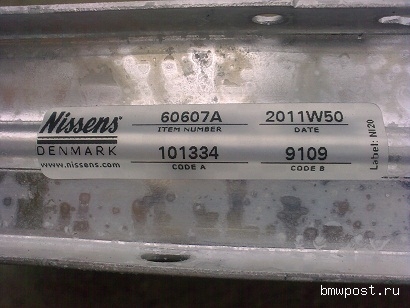 Nissens® 60607A 2011W50
ITEM NUMBER DATE
DENMARK 101334 9109
www.nissens.com CODE A CODE B
Label: NI20
bmwpost.ru